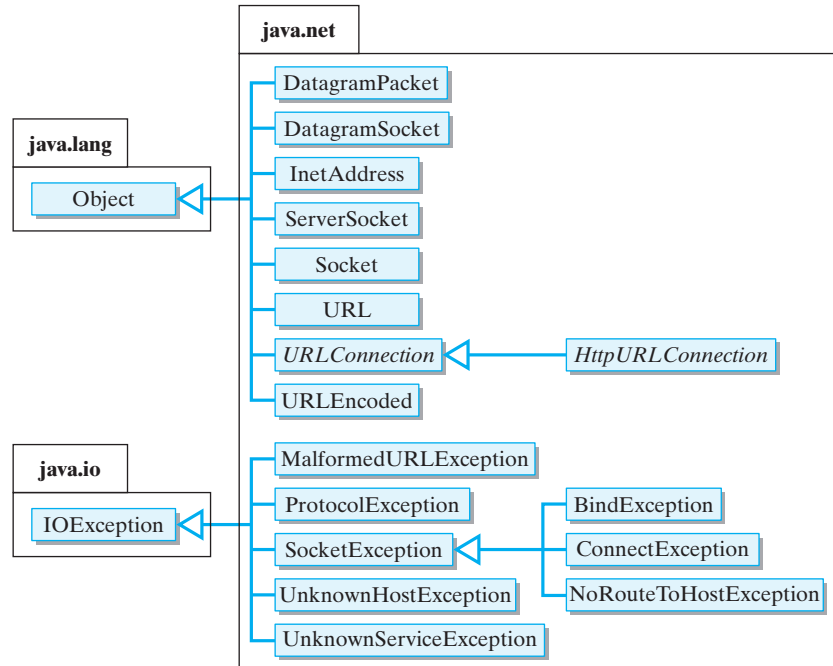 java.net
DatagramPacket
DatagramSocket
java.lang
InetAddress
Object
ServerSocket
Socket
URL
URLConnection
HttpURLConnection
URLEncoded
java.io
MalformedURLException
ProtocolException
BindException
IOException
SocketException
ConnectException
UnknownHostException
NoRouteToHostException
UnknownServiceException